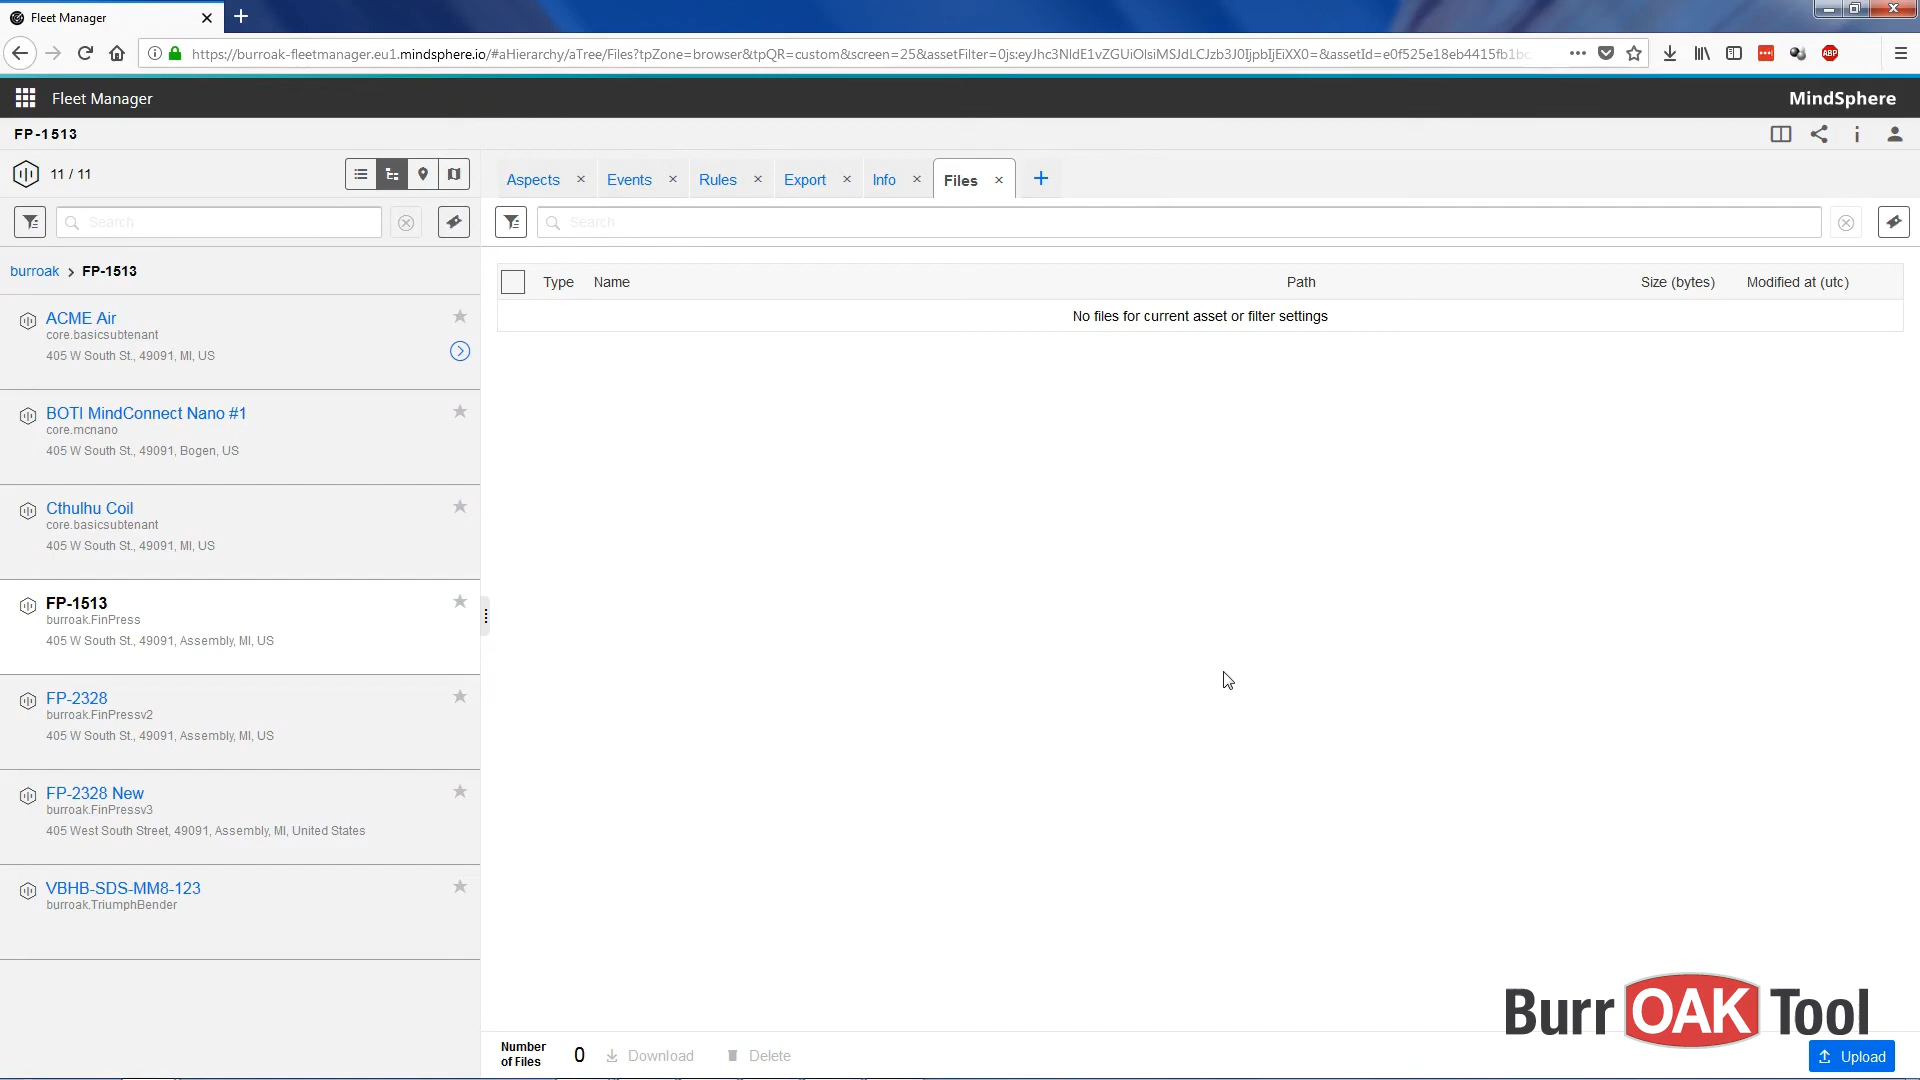 Fleet Manager
https://burroak-fleetmanager.eu1.mindsphere.io/#aHierarchy/aTree/Files?tpZone=browser&tpQR=custom&screen=25&assetFilter=
ABP
Fleet Manager
MindSphere
FP-1513
11 / 11
Aspects
Events
Rules
Export
Info
Files
Search
Search
burroak > FP-1513
Type
Name
Path
Size (bytes)
Modified at (utc)
No files for current asset or filter settings
ACME Air
core.basicsubtenant
405 W South St., 49091, MI, US
BOTI MindConnect Nano #1
core.mcnano
405 W South St., 49091, Bogen, US
Cthulhu Coil
core.basicsubtenant
405 W South St., 49091, MI, US
FP-1513
burroak.FinPress
405 W South St., 49091, Assembly, MI, US
FP-2328
burroak.FinPressv2
405 W South St., 49091, Assembly, MI, US
FP-2328 New
burroak.FinPressv3
405 West South Street, 49091, Assembly, MI, United States
VBHB-SDS-MM8-123
burroak.TriumphBender
Burr OAK Tool
Number
of Files
0
Download
Delete
Upload